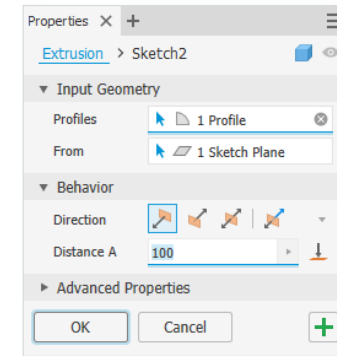 Properties
Extrusion > Sketch2
Input Geometry
Profiles 1 Profile
From 1 Sketch Plane
Behavior
Direction
Distance A 100
Advanced Properties
OK Cancel